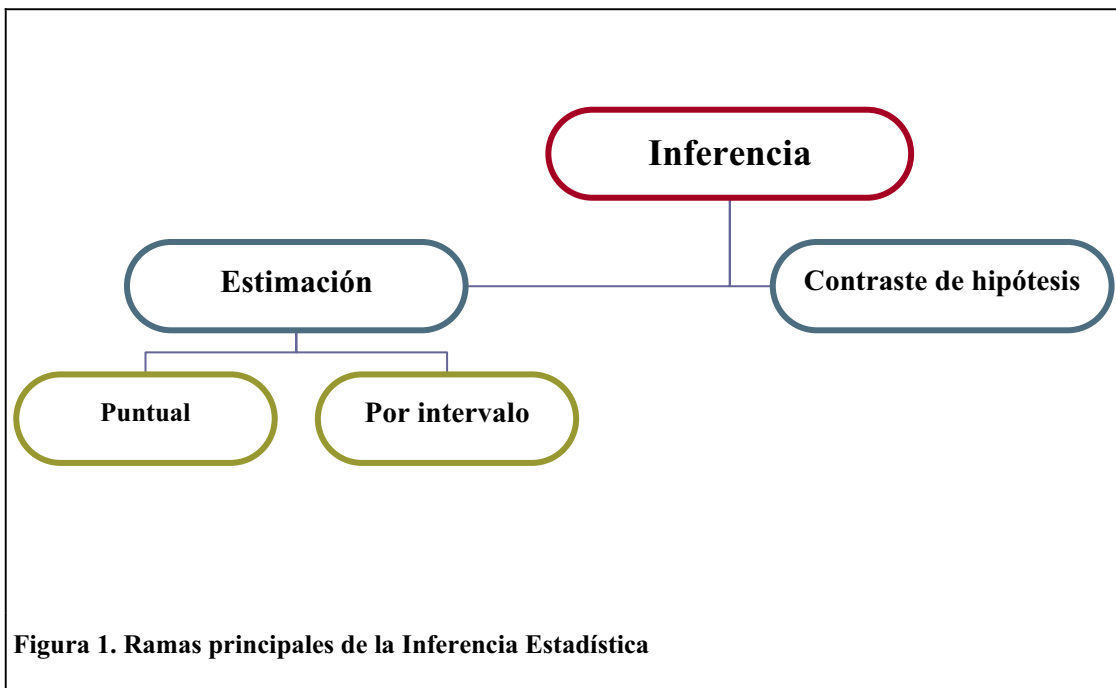 Inferencia
Estimación
Contraste de hipótesis
Puntual
Por intervalo
Figura 1. Ramas principales de la Inferencia Estadística